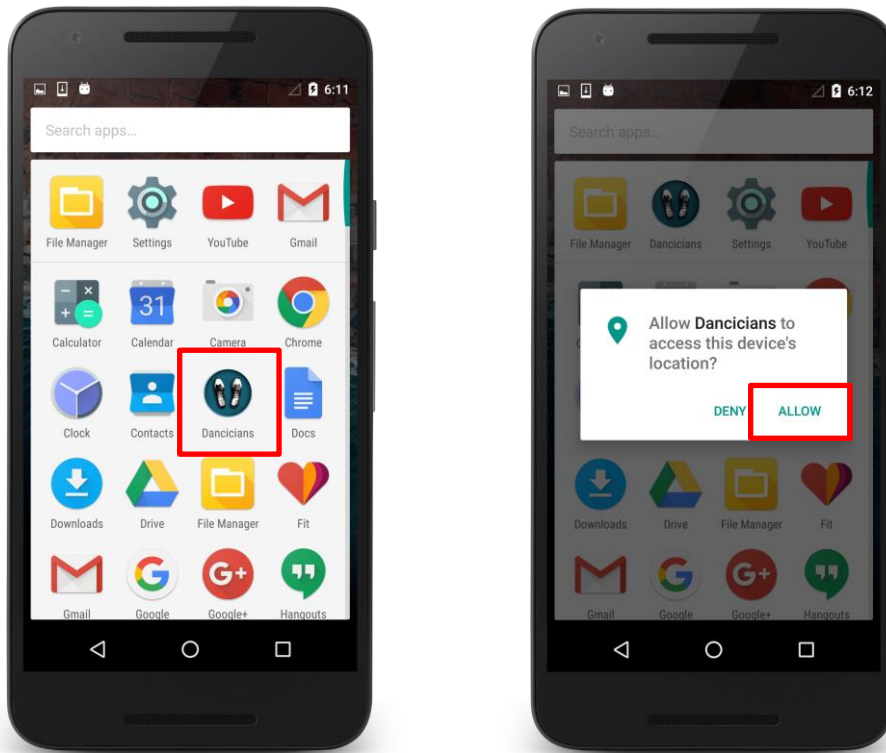 6:11
Search apps...
File Manager Settings YouTube Gmail
31
Calculator Calendar Camera Chrome
Clock Contacts Dancicians Docs
Downloads Drive File Manager Fit
G G+
Gmail Google Google+ Hangouts
6:12
Search apps...
File Manager Dancicians Settings YouTube
Allow Dancicians to
access this device's
location?
DENY ALLOW
Downloads Drive File Manager Fit
G G+
Gmail Google Google+ Hangouts